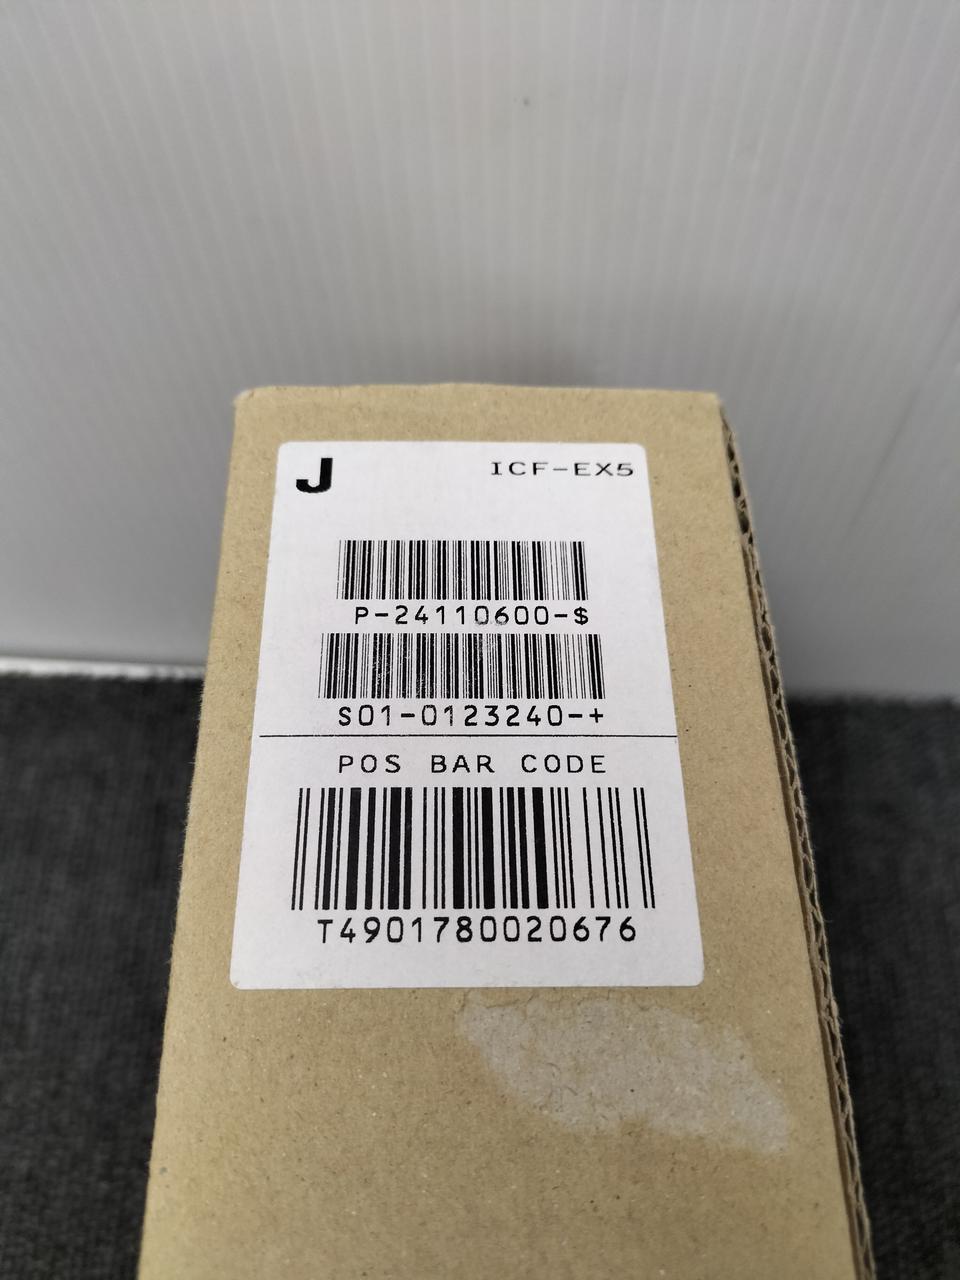 J ICF-EX5
P-24110600-$
S01-0123240-+
POS BAR CODE
T4901780020676